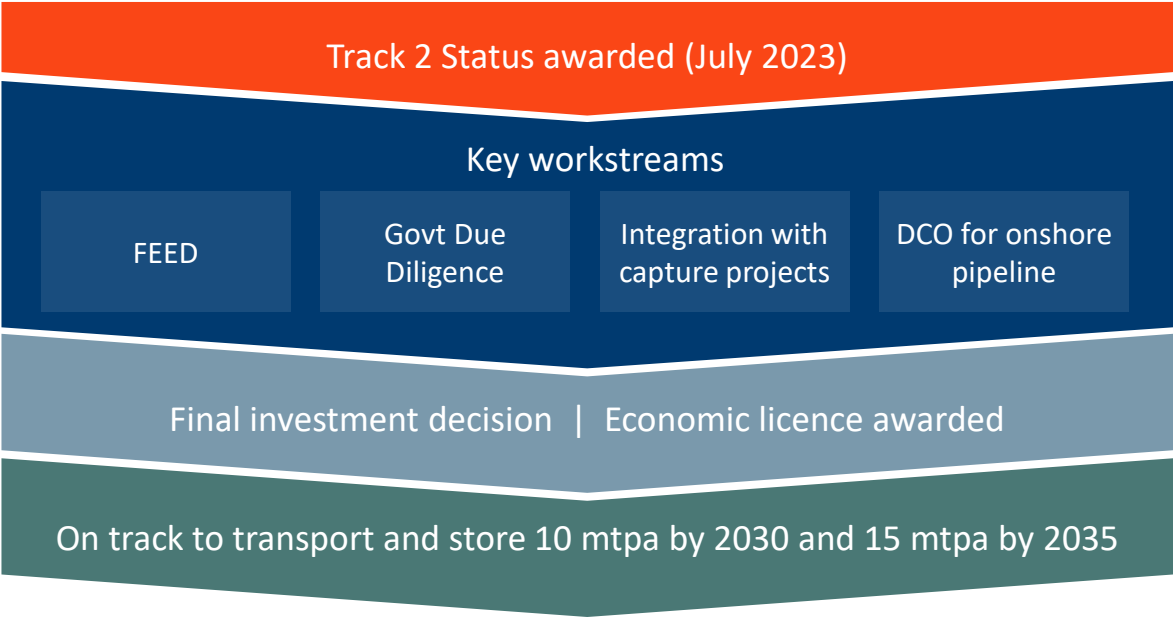 Track 2 Status awarded (July 2023)
Key workstreams
FEED
Govt Due
Diligence
Integration with
capture projects
DCO for onshore
pipeline
Final investment decision | Economic licence awarded
On track to transport and store 10 mtpa by 2030 and 15 mtpa by 2035